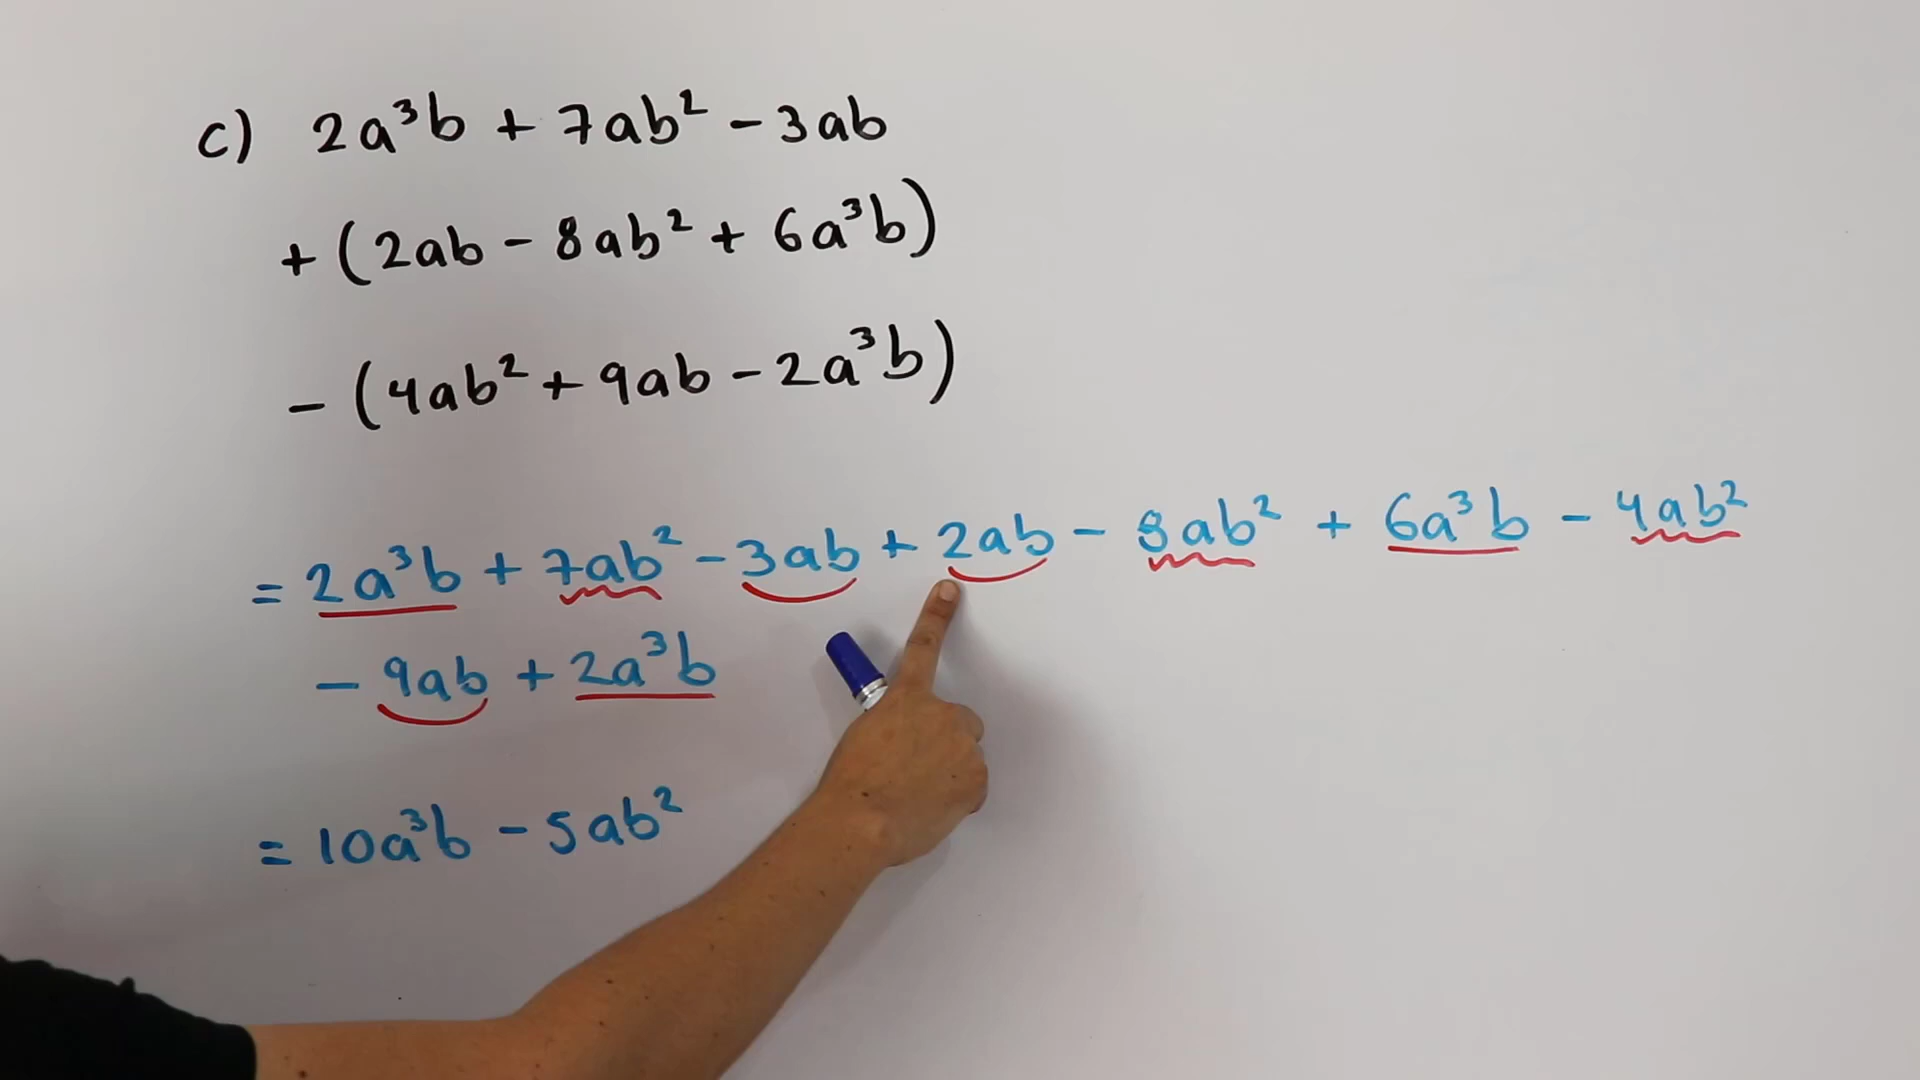 c) 2a³b + 7ab² - 3ab
+ (2ab - 8ab² + 6a³b)
- (4ab² + 9ab - 2a³b)
= 2a³b + 7ab² - 3ab + 2ab - 8ab² + 6a³b - 4ab²
- 9ab + 2a³b
= 10a³b - 5ab²